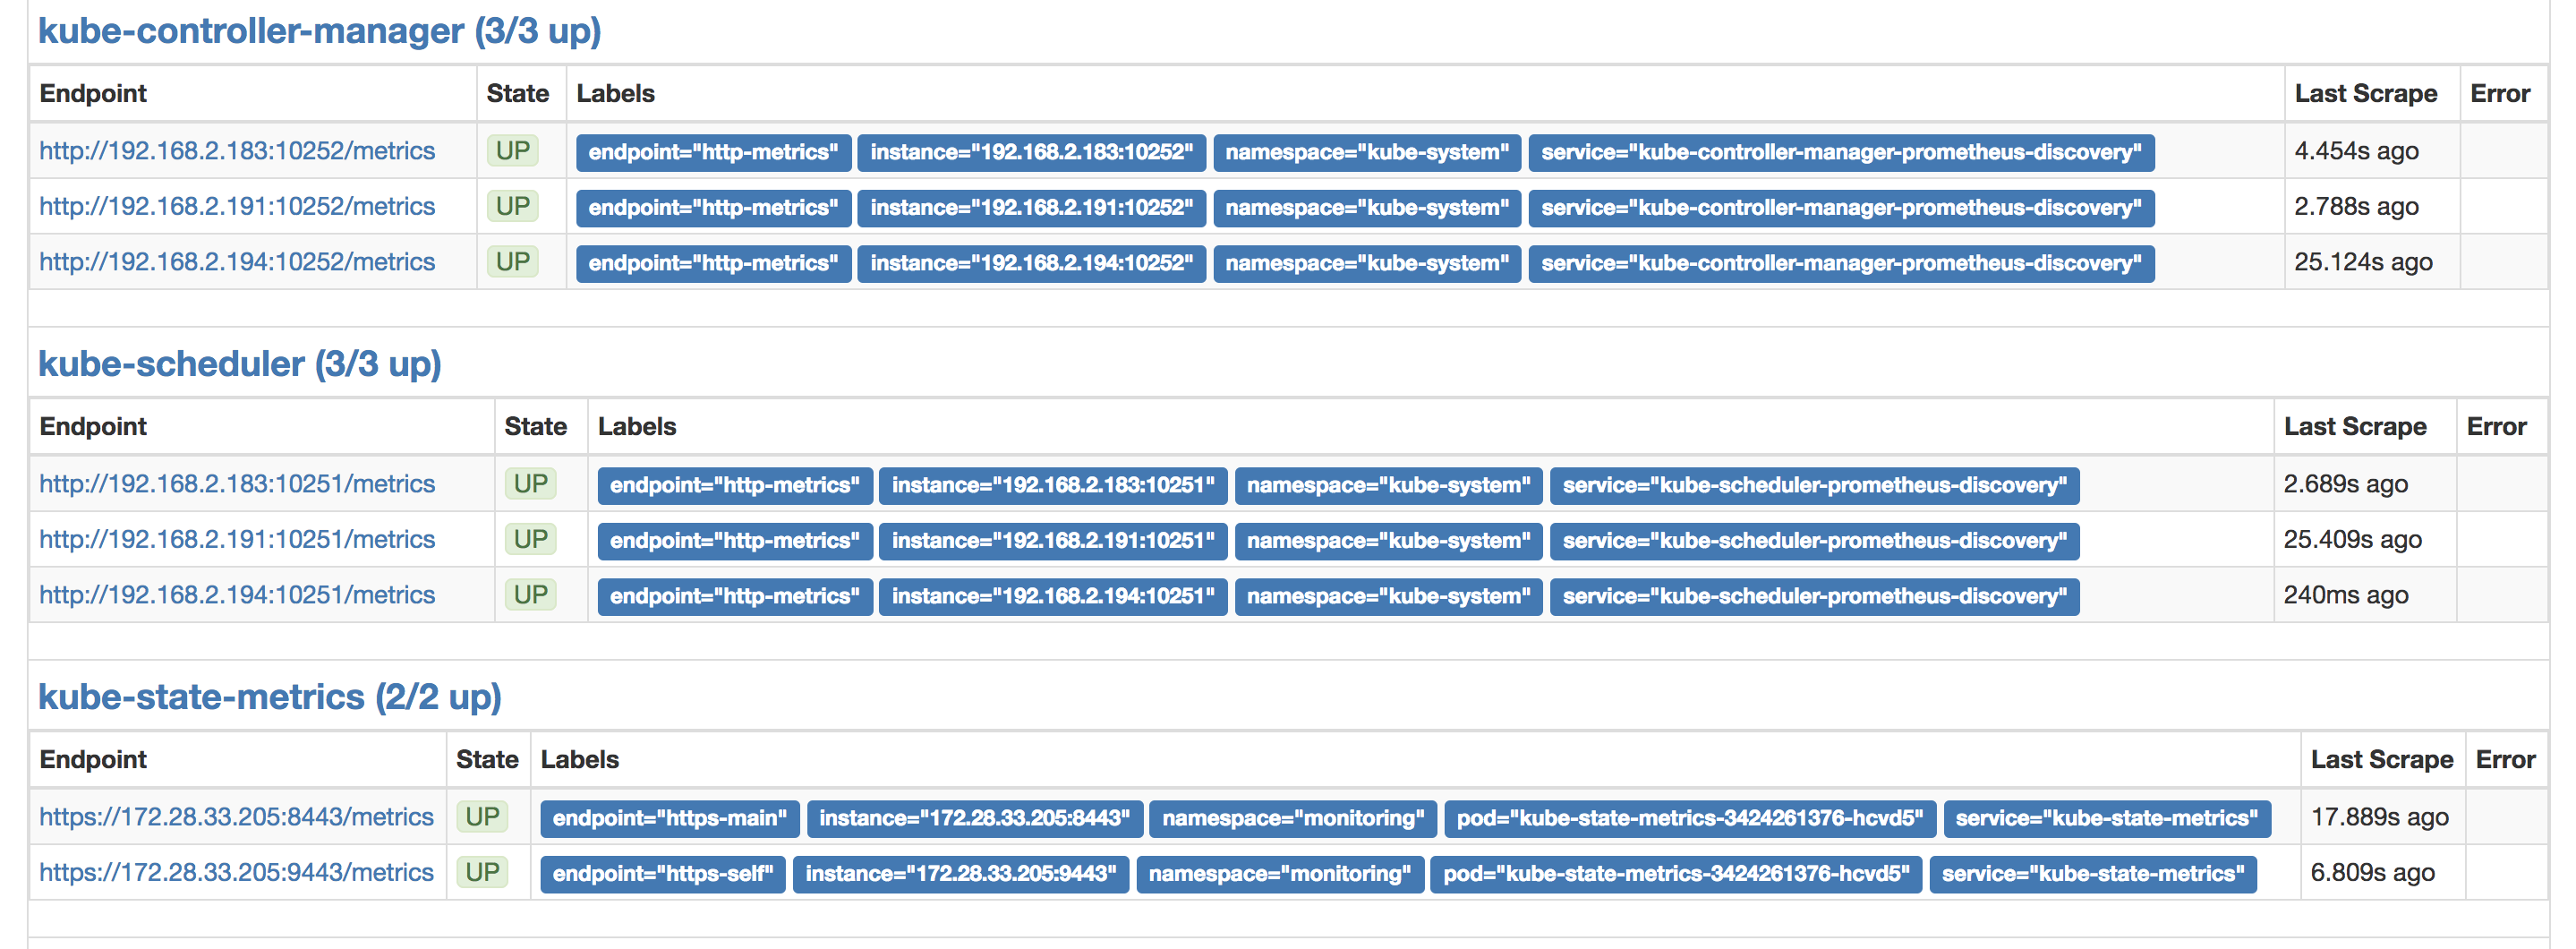 kube-controller-manager (3/3 up)
Endpoint State Labels Last Scrape Error
http://192.168.2.183:10252/metrics UP endpoint="http-metrics" instance="192.168.2.183:10252" namespace="kube-system" service="kube-controller-manager-prometheus-discovery" 4.454s ago
http://192.168.2.191:10252/metrics UP endpoint="http-metrics" instance="192.168.2.191:10252" namespace="kube-system" service="kube-controller-manager-prometheus-discovery" 2.788s ago
http://192.168.2.194:10252/metrics UP endpoint="http-metrics" instance="192.168.2.194:10252" namespace="kube-system" service="kube-controller-manager-prometheus-discovery" 25.124s ago
kube-scheduler (3/3 up)
Endpoint State Labels Last Scrape Error
http://192.168.2.183:10251/metrics UP endpoint="http-metrics" instance="192.168.2.183:10251" namespace="kube-system" service="kube-scheduler-prometheus-discovery" 2.689s ago
http://192.168.2.191:10251/metrics UP endpoint="http-metrics" instance="192.168.2.191:10251" namespace="kube-system" service="kube-scheduler-prometheus-discovery" 25.409s ago
http://192.168.2.194:10251/metrics UP endpoint="http-metrics" instance="192.168.2.194:10251" namespace="kube-system" service="kube-scheduler-prometheus-discovery" 240ms ago
kube-state-metrics (2/2 up)
Endpoint State Labels Last Scrape Error
https://172.28.33.205:8443/metrics UP endpoint="https-main" instance="172.28.33.205:8443" namespace="monitoring" pod="kube-state-metrics-3424261376-hcvd5" service="kube-state-metrics" 17.889s ago
https://172.28.33.205:9443/metrics UP endpoint="https-self" instance="172.28.33.205:9443" namespace="monitoring" pod="kube-state-metrics-3424261376-hcvd5" service="kube-state-metrics" 6.809s ago